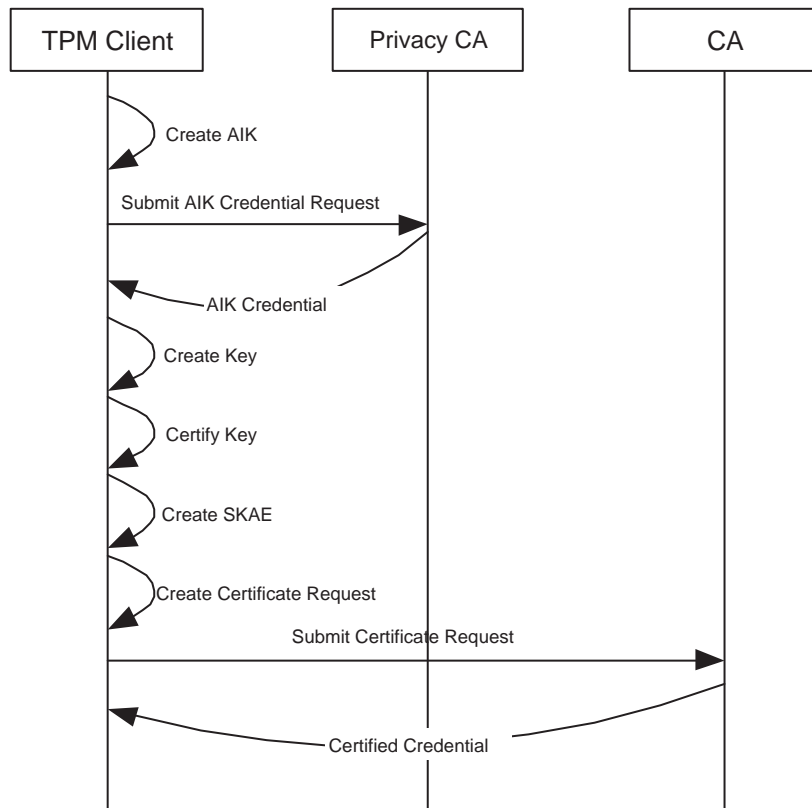 TPM Client
Privacy CA
CA
Create AIK
Submit AIK Credential Request
AIK Credential
Create Key
Certify Key
Create SKAE
Create Certificate Request
Submit Certificate Request
Certified Credential